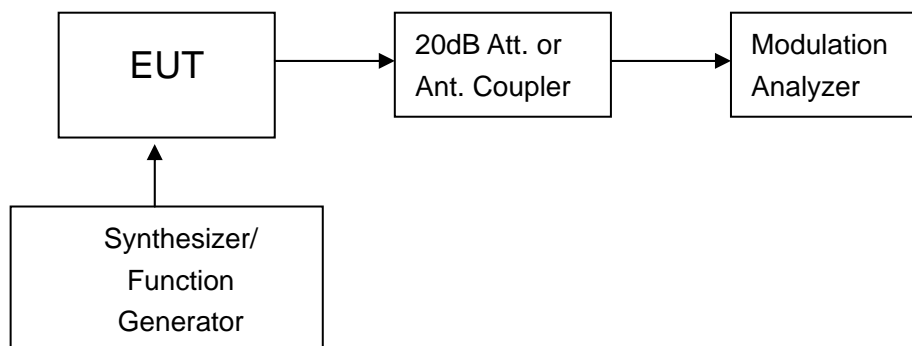 EUT
20dB Att. or
Ant. Coupler
Modulation
Analyzer
Synthesizer/
Function
Generator